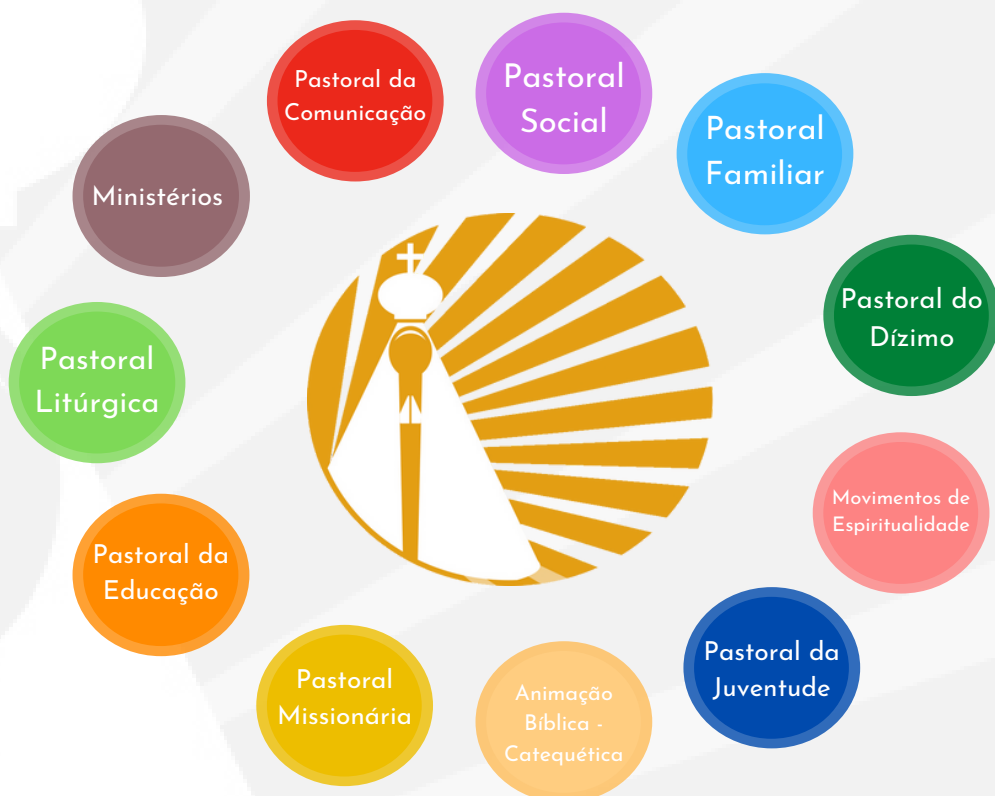 Pastoral da
Comunicação
Pastoral
Social
Pastoral
Familiar
Ministérios
Pastoral do
Dízimo
Pastoral
Litúrgica
Movimentos de
Espiritualidade
Pastoral da
Educação
Pastoral da
Juventude
Pastoral
Missionária
Animação
Bíblica -
Catequética